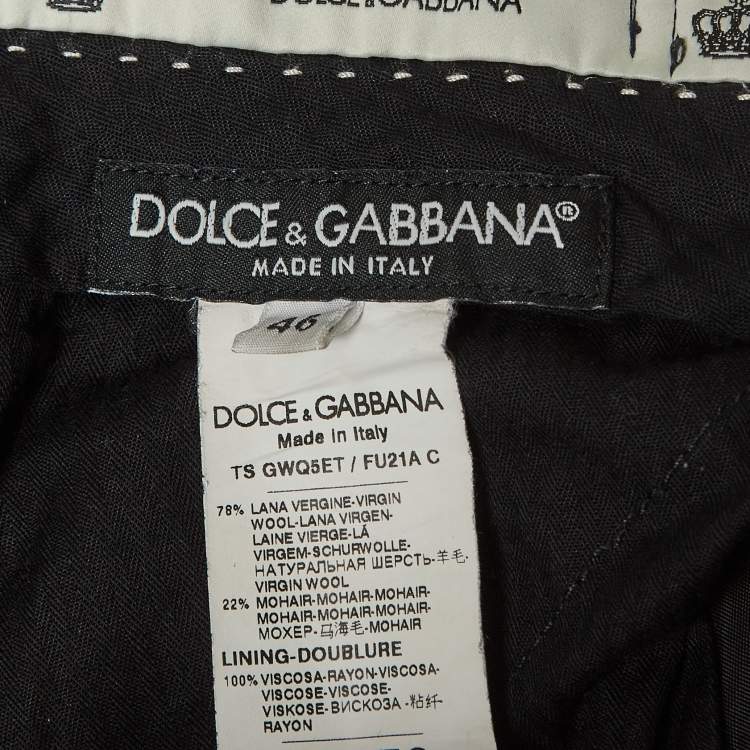 DOLCE & GABBANA
DOLCE & GABBANA®
MADE IN ITALY
46
DOLCE & GABBANA
Made in Italy
TS GWQ5ET / FU21A C
78% LANA VERGINE-VIRGIN
WOOL-LANA VIRGEN-
LAINE VIERGE-LÃ
VIRGEM-SCHURWOLLE-
НАТУРАЛЬНАЯ ШЕРСТЬ-羊毛-
VIRGIN WOOL
22% MOHAIR-MOHAIR-MOHAIR-
MOHAIR-MOHAIR-MOHAIR-
МОХЕР-马海毛-MOHAIR
LINING-DOUBLURE
100% VISCOSA-RAYON-VISCOSA-
VISCOSE-VISCOSE-
VISKOSE-ВИСКОЗА-粘纤-
RAYON